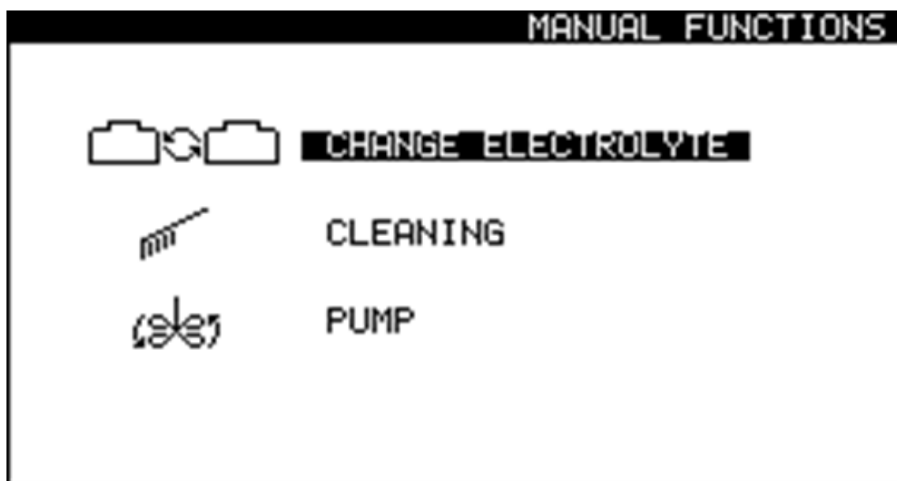 MANUAL FUNCTIONS
CHANGE ELECTROLYTE
CLEANING
PUMP